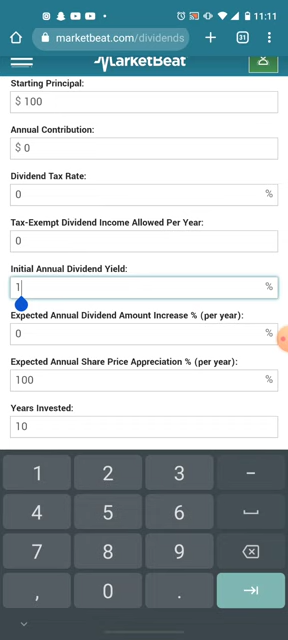 11:11
marketbeat.com/dividends
31
MarketBeat
Starting Principal:
$ 100
Annual Contribution:
$ 0
Dividend Tax Rate:
0 %
Tax-Exempt Dividend Income Allowed Per Year:
0
Initial Annual Dividend Yield:
1 %
Expected Annual Dividend Amount Increase % (per year):
0 %
Expected Annual Share Price Appreciation % (per year):
100 %
Years Invested:
10
1 2 3 -
4 5 6
7 8 9
, 0 .